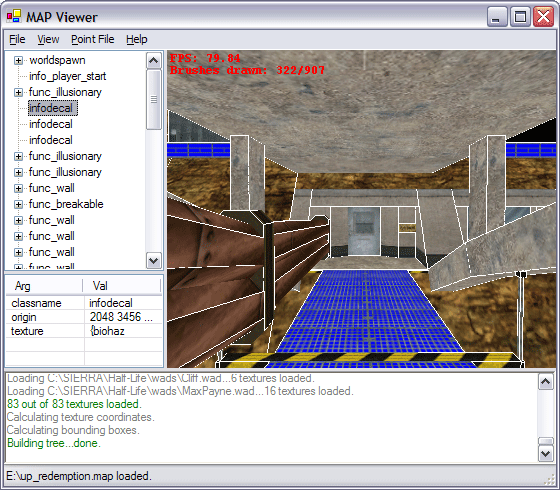 MAP Viewer
File View Point File Help
worldspawn
info_player_start
func_illusionary
infodecal
infodecal
infodecal
func_illusionary
func_illusionary
func_wall
func_breakable
func_wall
func_wall
func_wall
func_wall
FPS: 79.84
Brushes drawn: 322/907
Arg Val
classname infodecal
origin 2048 3456 ...
texture {biohaz
Loading C:\SIERRA\Half-Life\wads\Cliff.wad...6 textures loaded.
Loading C:\SIERRA\Half-Life\wads\MaxPayne.wad...16 textures loaded.
83 out of 83 textures loaded.
Calculating texture coordinates.
Calculating bounding boxes.
Building tree...done.
E:\up_redemption.map loaded.